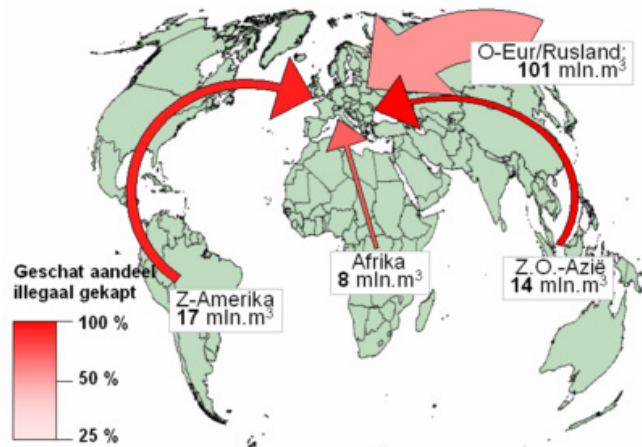 O-Eur/Rusland:
101 mln.m³
Afrika
8 mln.m³
Z.O.-Azië
14 mln.m³
Z-Amerika
17 mln.m³
Geschat aandeel
illegaal gekapt
100 %
50 %
25 %